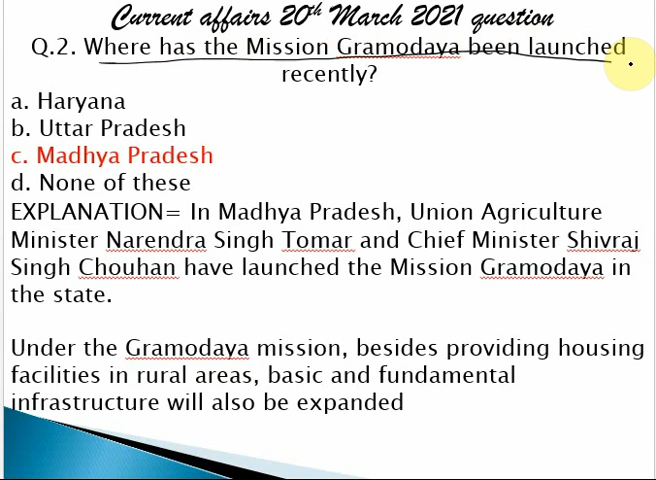 Current affairs 20th March 2021 question
Q.2. Where has the Mission Gramodaya been launched
recently?
a. Haryana
b. Uttar Pradesh
c. Madhya Pradesh
d. None of these
EXPLANATION= In Madhya Pradesh, Union Agriculture
Minister Narendra Singh Tomar and Chief Minister Shivraj
Singh Chouhan have launched the Mission Gramodaya in
the state.
Under the Gramodaya mission, besides providing housing
facilities in rural areas, basic and fundamental
infrastructure will also be expanded